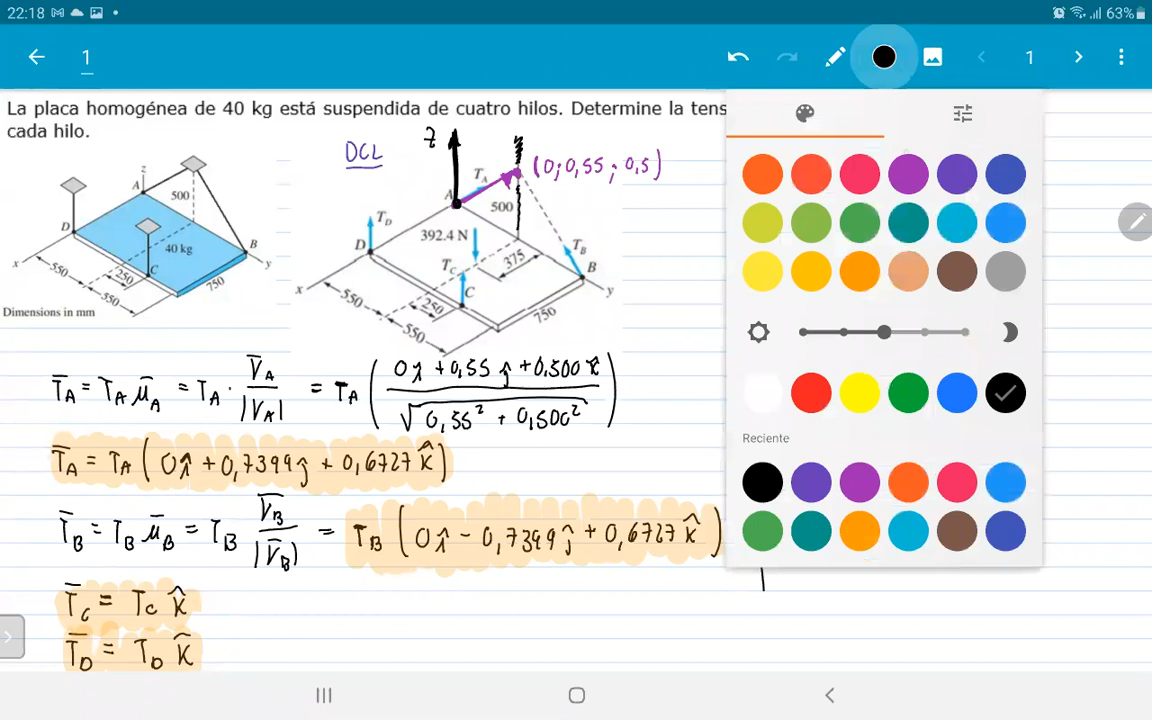 22:18
63%
1
1
La placa homogénea de 40 kg está suspendida de cuatro hilos. Determine la tens
cada hilo.
DCL
z
(0; 0,55 ; 0,5)
z
A
500
D
40 kg
B
x
y
550
250
C
550
750
Dimensions in mm
T_A
A
500
T_D
D
392.4 N
T_C
375
T_B
B
C
x
y
550
250
550
750
T̄_A = T_A μ̄_A = T_A · V̄_A / |V_A| = T_A ( (0î + 0,55 ĵ + 0,500 k̂) / √(0,55² + 0,500²) )
T̄_A = T_A ( 0î + 0,7399ĵ + 0,6727 k̂ )
T̄_B = T_B μ̄_B = T_B V̄_B / |V̄_B| = T_B ( 0î − 0,7399ĵ + 0,6727 k̂ )
T̄_C = T_C k̂
T̄_D = T_D k̂
Reciente